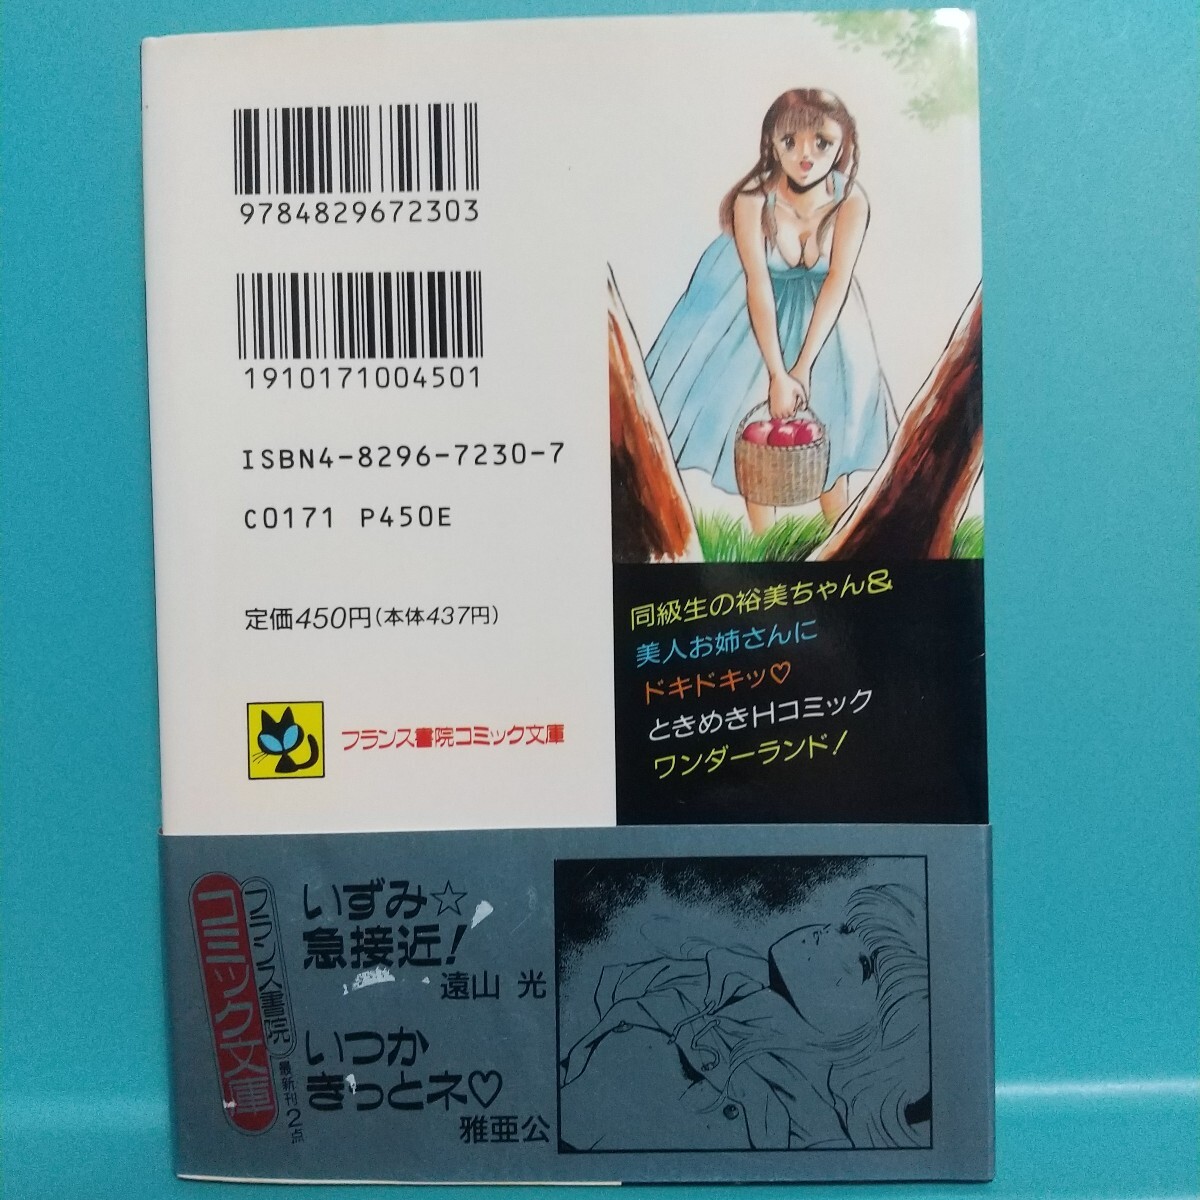 9784829672303
1910171004501
ISBN4-8296-7230-7
C0171 P450E
定価450円(本体437円)
フランス書院コミック文庫
同級生の裕美ちゃん&
美人お姉さんに
ドキドキッ♡
ときめきHコミック
ワンダーランド!
フランス書院
コミック文庫
最新刊2点
いずみ☆
急接近!
遠山 光
いつか
きっとネ♡
雅亜公